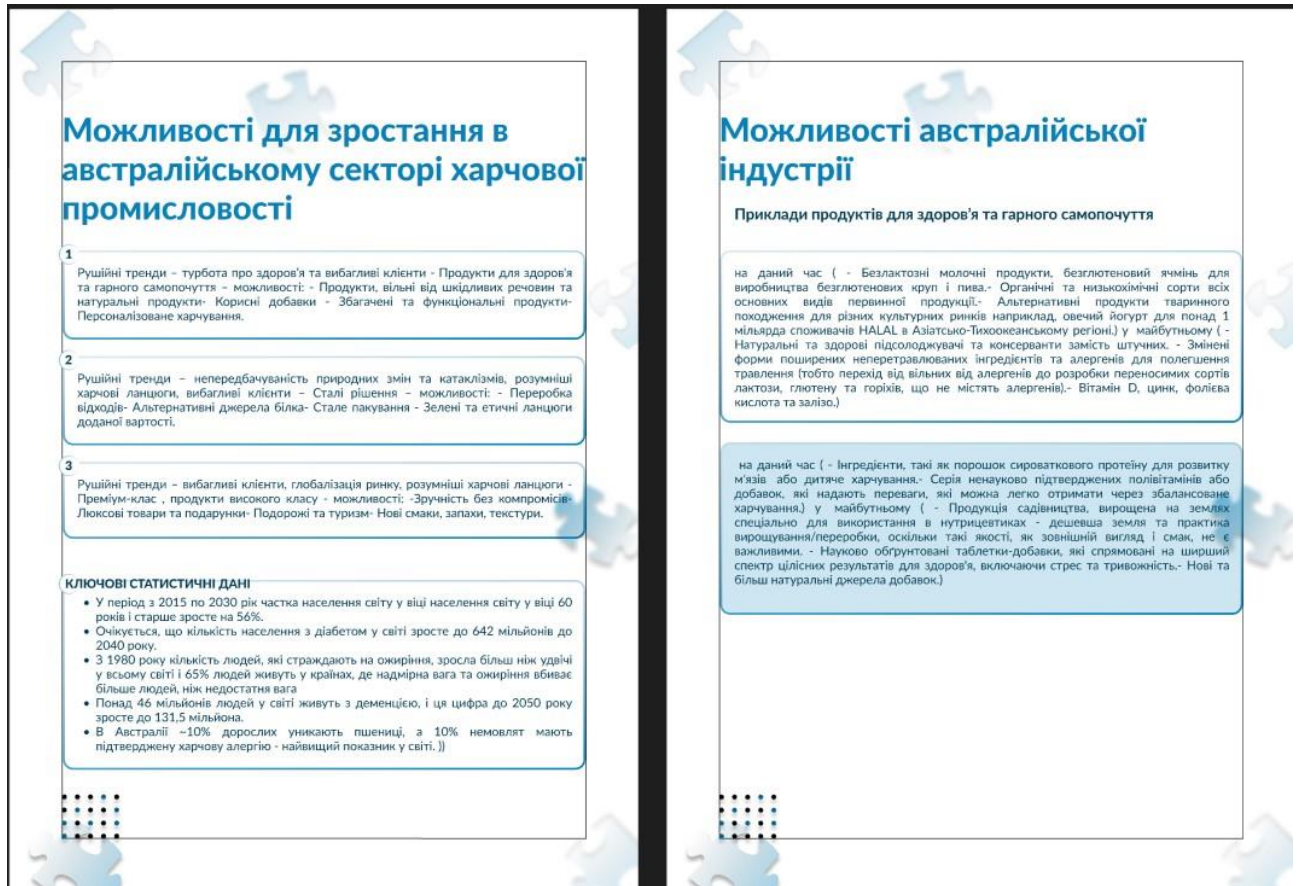 Можливості для зростання в
австралійському секторі харчової
промисловості
1
Рушійні тренди – турбота про здоров'я та вибагливі клієнти - Продукти для здоров'я
та гарного самопочуття – можливості: - Продукти, вільні від шкідливих речовин та
натуральні продукти- Корисні добавки - Збагачені та функціональні продукти-
Персоналізоване харчування.
2
Рушійні тренди – непередбачуваність природних змін та катаклізмів, розумніші
харчові ланцюги, вибагливі клієнти – Сталі рішення – можливості: - Переробка
відходів- Альтернативні джерела білка- Стале пакування - Зелені та етичні ланцюги
доданої вартості.
3
Рушійні тренди – вибагливі клієнти, глобалізація ринку, розумні харчові ланцюги -
Преміум-клас , продукти високого класу - можливості: -Зручність без компромісів-
Люксові товари та подарунки- Подорожі та туризм- Нові смаки, запахи, текстури.
КЛЮЧОВІ СТАТИСТИЧНІ ДАНІ
• У період з 2015 по 2030 рік частка населення світу у віці населення світу у віці 60
років і старше зросте на 56%.
• Очікується, що кількість населення з діабетом у світі зросте до 642 мільйонів до
2040 року.
• З 1980 року кількість людей, які страждають на ожиріння, зросла більш ніж удвічі
у всьому світі і 65% людей живуть у країнах, де надмірна вага та ожиріння вбиває
більше людей, ніж недостатня вага
• Понад 46 мільйонів людей у світі живуть з деменцією, і ця цифра до 2050 року
зросте до 131,5 мільйона.
• В Австралії ~10% дорослих уникають пшениці, а 10% немовлят мають
підтверджену харчову алергію - найвищий показник у світі. ))
Можливості австралійської
індустрії
Приклади продуктів для здоров'я та гарного самопочуття
на даний час ( - Безлактозні молочні продукти, безглютеновий ячмінь для
виробництва безглютенових круп і пива.- Органічні та низькохімічні сорти всіх
основних видів первинної продукції.- Альтернативні продукти тваринного
походження для різних культурних ринків наприклад, овечий йогурт для понад 1
мільярда споживачів HALAL в Азіатсько-Тихоокеанському регіоні.) у майбутньому ( -
Натуральні та здорові підсолоджувачі та консерванти замість штучних. - Змінені
форми поширених неперетравлюваних інгредієнтів та алергенів для полегшення
травлення (тобто перехід від вільних від алергенів до розробки переносимих сортів
лактози, глютену та горіхів, що не містять алергенів).- Вітамін D, цинк, фолієва
кислота та залізо.)
на даний час ( - Інгредієнти, такі як порошок сироваткового протеїну для розвитку
м'язів або дитяче харчування.- Серія ненауково підтверджених полівітамінів або
добавок, які надають переваги, які можна легко отримати через збалансоване
харчування.) у майбутньому ( - Продукція садівництва, вирощена на землях
спеціально для використання в нутрицевтиках - дешевша земля та практика
вирощування/переробки, оскільки такі якості, як зовнішній вигляд і смак, не є
важливими. - Науково обґрунтовані таблетки-добавки, які спрямовані на ширший
спектр цілісних результатів для здоров'я, включаючи стрес та тривожність.- Нові та
більш натуральні джерела добавок.)